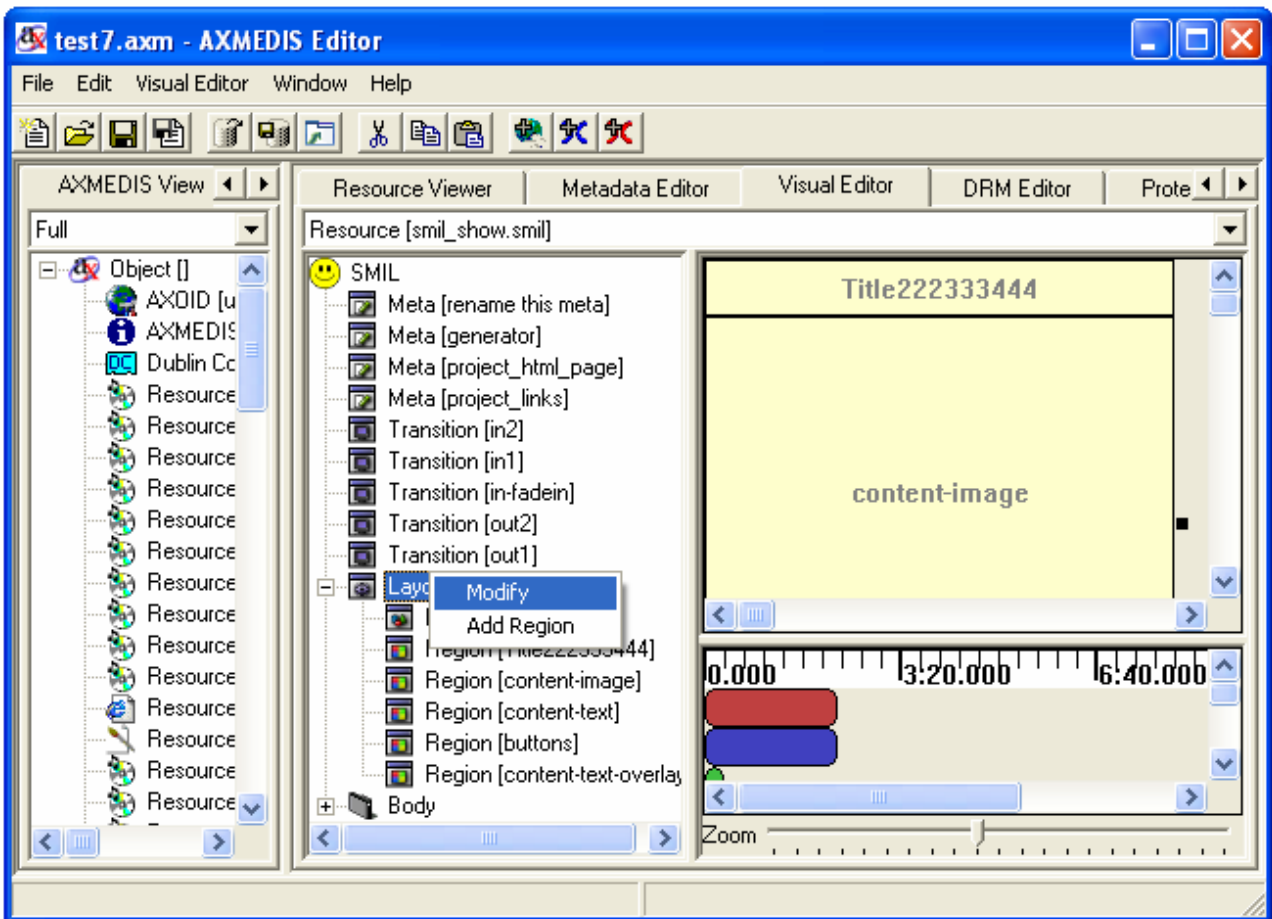 test7.axm - AXMEDIS Editor
File Edit Visual Editor Window Help
AXMEDIS View
Resource Viewer Metadata Editor Visual Editor DRM Editor Prote
Full
Resource [smil_show.smil]
Object []
AXOID [u
AXMEDIS
Dublin Co
Resource
Resource
Resource
Resource
Resource
Resource
Resource
Resource
Resource
Resource
Resource
Resource
Resource
Resource
SMIL
Meta [rename this meta]
Meta [generator]
Meta [project_html_page]
Meta [project_links]
Transition [in2]
Transition [in1]
Transition [in-fadein]
Transition [out2]
Transition [out1]
Layo
Modify
Add Region
Region [Title222333444]
Region [content-image]
Region [content-text]
Region [buttons]
Region [content-text-overlay
Body
Title222333444
content-image
0.000 3:20.000 6:40.000
Zoom